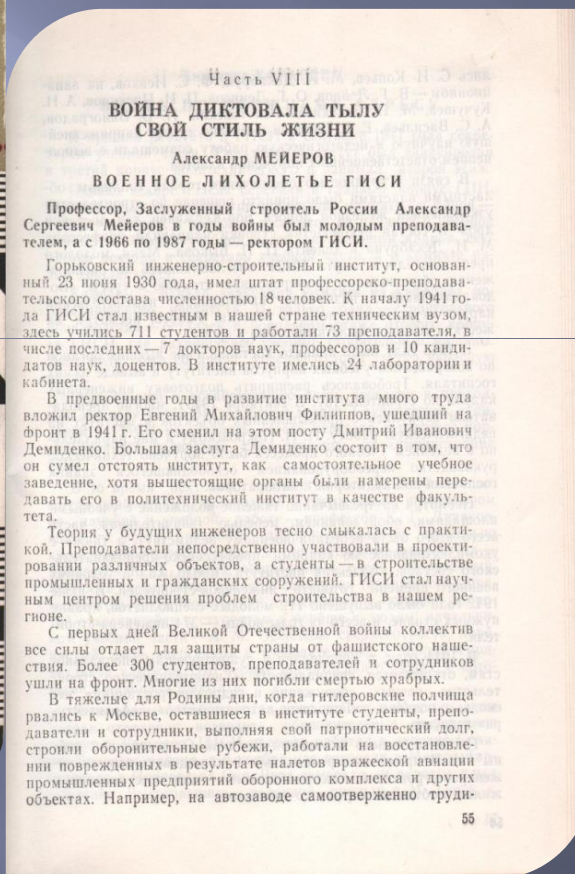 Часть VIII
ВОЙНА ДИКТОВАЛА ТЫЛУ
СВОЙ СТИЛЬ ЖИЗНИ
Александр МЕЙЕРОВ
ВОЕННОЕ ЛИХОЛЕТЬЕ ГИСИ
Профессор, Заслуженный строитель России Александр
Сергеевич Мейеров в годы войны был молодым преподава-
телем, а с 1966 по 1987 годы — ректором ГИСИ.
Горьковский инженерно-строительный институт, основан-
ный 23 июня 1930 года, имел штат профессорско-преподава-
тельского состава численностью 18 человек. К началу 1941 го-
да ГИСИ стал известным в нашей стране техническим вузом,
здесь учились 711 студентов и работали 73 преподавателя, в
числе последних — 7 докторов наук, профессоров и 10 канди-
датов наук, доцентов. В институте имелись 24 лаборатории и
кабинета.
В предвоенные годы в развитие института много труда
вложил ректор Евгений Михайлович Филиппов, ушедший на
фронт в 1941 г. Его сменил на этом посту Дмитрий Иванович
Демиденко. Большая заслуга Демиденко состоит в том, что
он сумел отстоять институт, как самостоятельное учебное
заведение, хотя вышестоящие органы были намерены пере-
давать его в политехнический институт в качестве факуль-
тета.
Теория у будущих инженеров тесно смыкалась с практи-
кой. Преподаватели непосредственно участвовали в проекти-
ровании различных объектов, а студенты — в строительстве
промышленных и гражданских сооружений. ГИСИ стал науч-
ным центром решения проблем строительства в нашем ре-
гионе.
С первых дней Великой Отечественной войны коллектив
все силы отдает для защиты страны от фашистского наше-
ствия. Более 300 студентов, преподавателей и сотрудников
ушли на фронт. Многие из них погибли смертью храбрых.
В тяжелые для Родины дни, когда гитлеровские полчища
рвались к Москве, оставшиеся в институте студенты, препо-
даватели и сотрудники, выполняя свой патриотический долг,
строили оборонительные рубежи, работали на восстановле-
нии поврежденных в результате налетов вражеской авиации
промышленных предприятий оборонного комплекса и других
объектах. Например, на автозаводе самоотверженно труди-
55